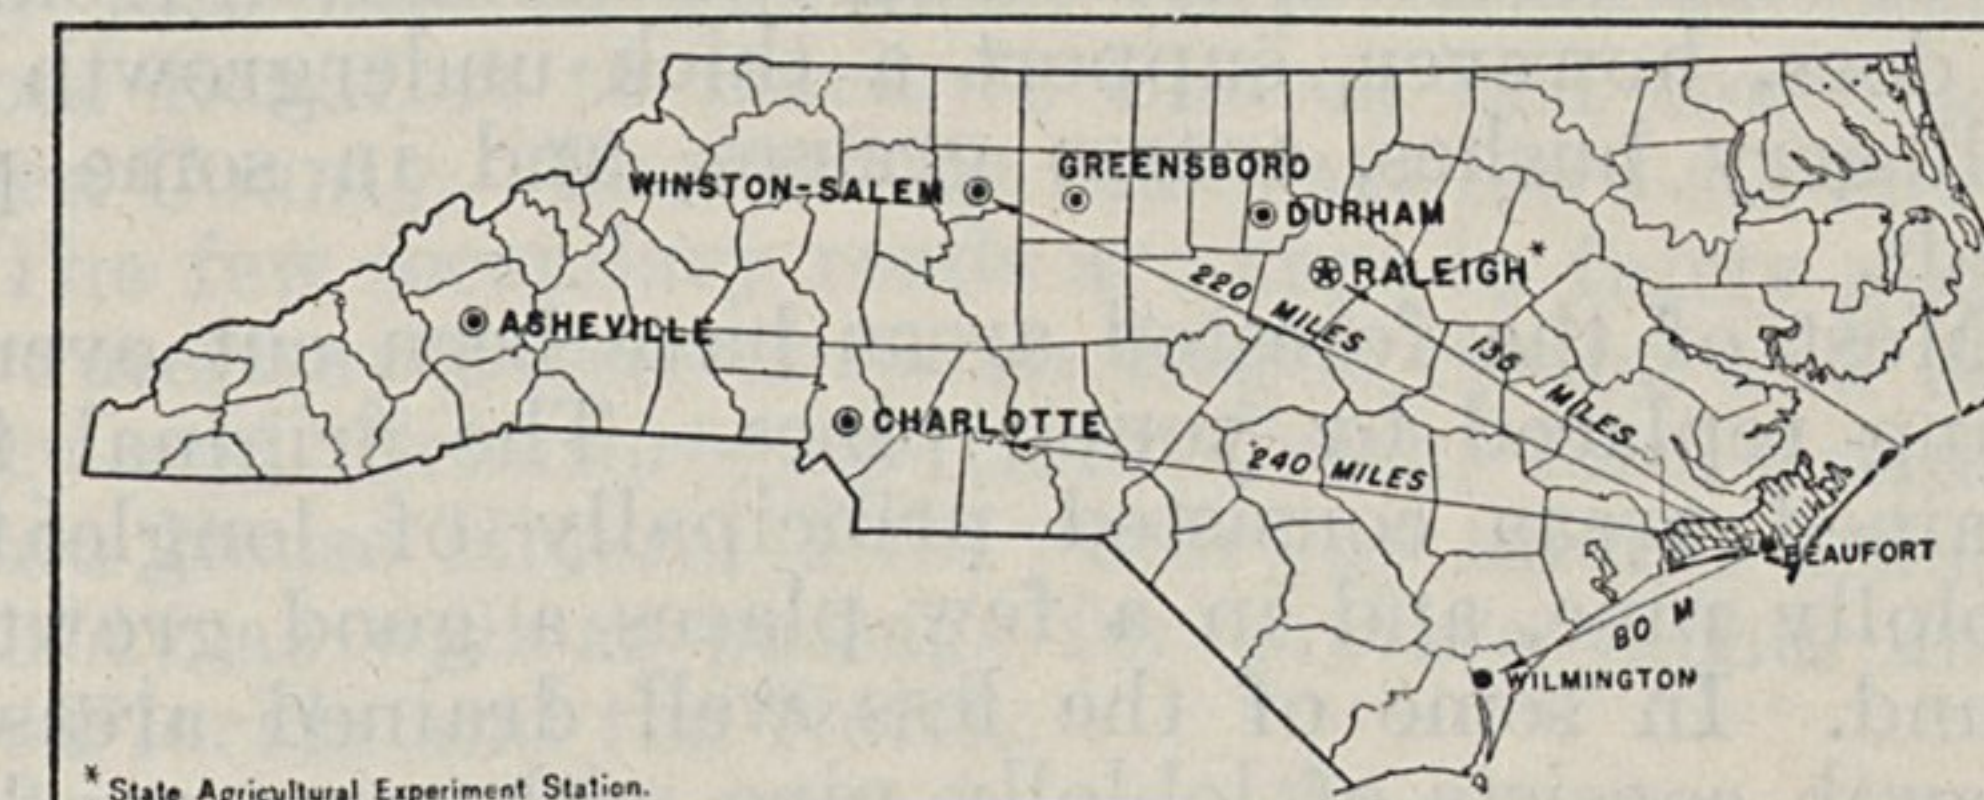 GREENSBORO
WINSTON-SALEM
DURHAM
RALEIGH*
220 MILES
ASHEVILLE
136 MILES
CHARLOTTE
240 MILES
BEAUFORT
80 M
WILMINGTON
* State Agricultural Experiment Station.